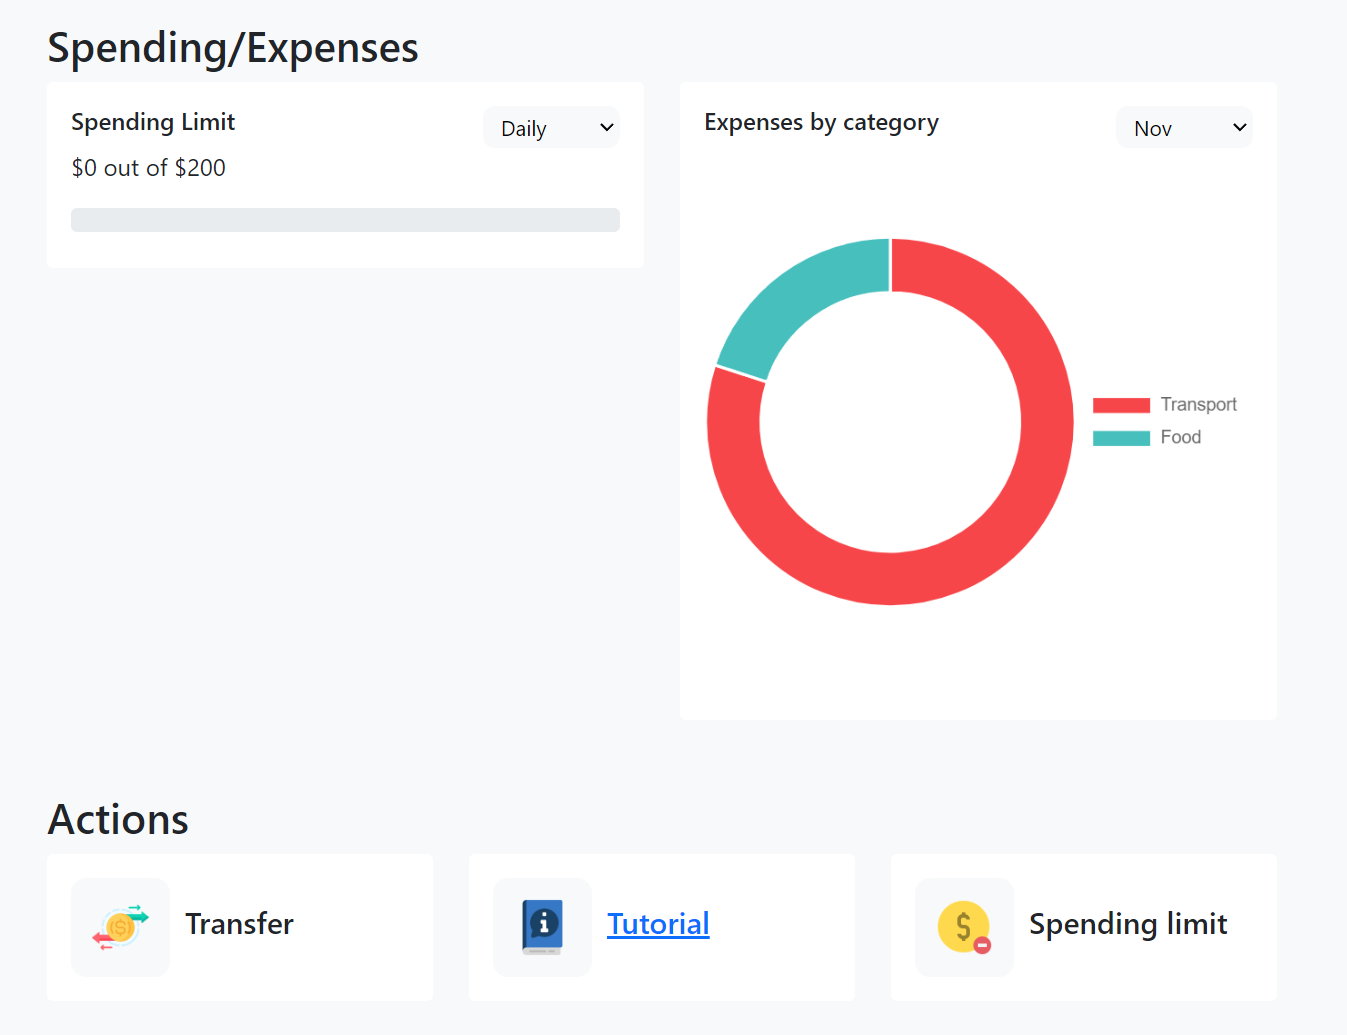 Spending/Expenses
Spending Limit
Daily
$0 out of $200
Expenses by category
Nov
Transport
Food
Actions
Transfer
Tutorial
Spending limit